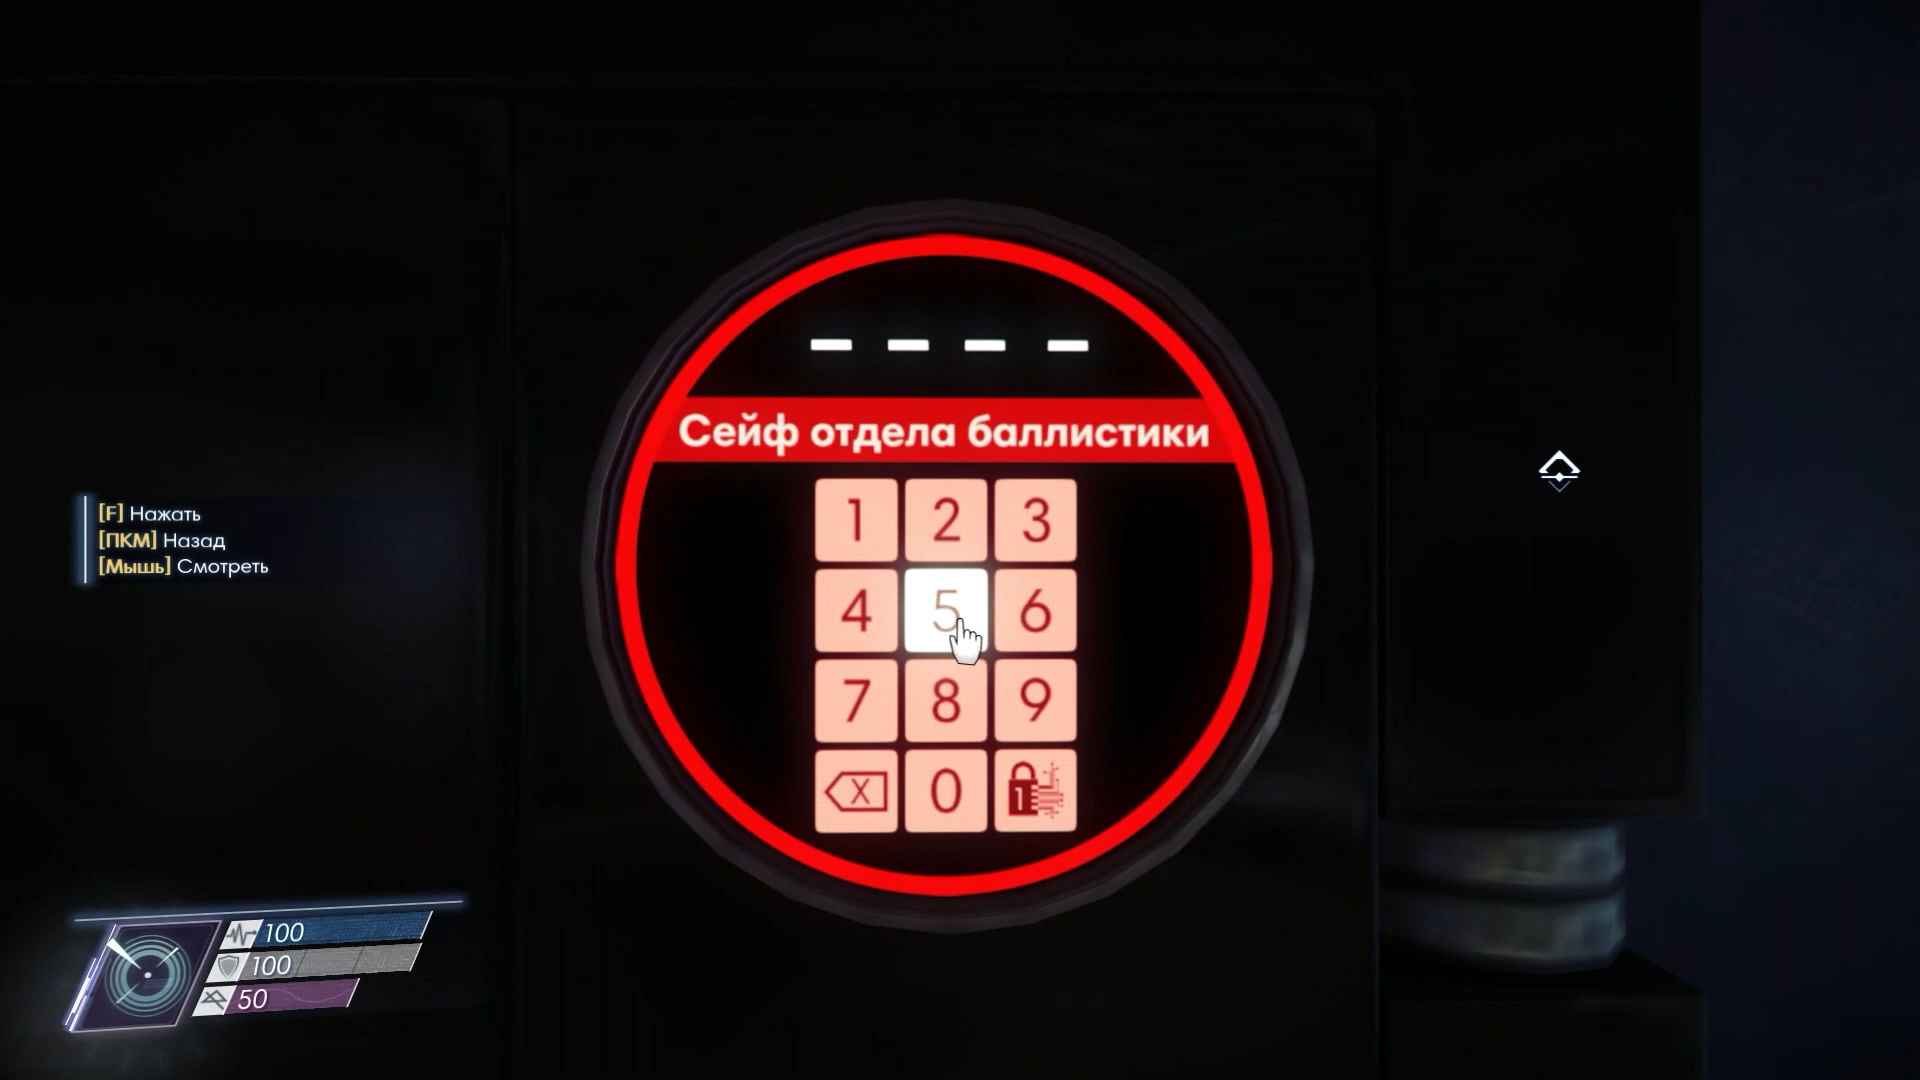 Сейф отдела баллистики
1 2 3
4 5 6
7 8 9
X 0 1
[F] Нажать
[ПКМ] Назад
[Мышь] Смотреть
100
100
50